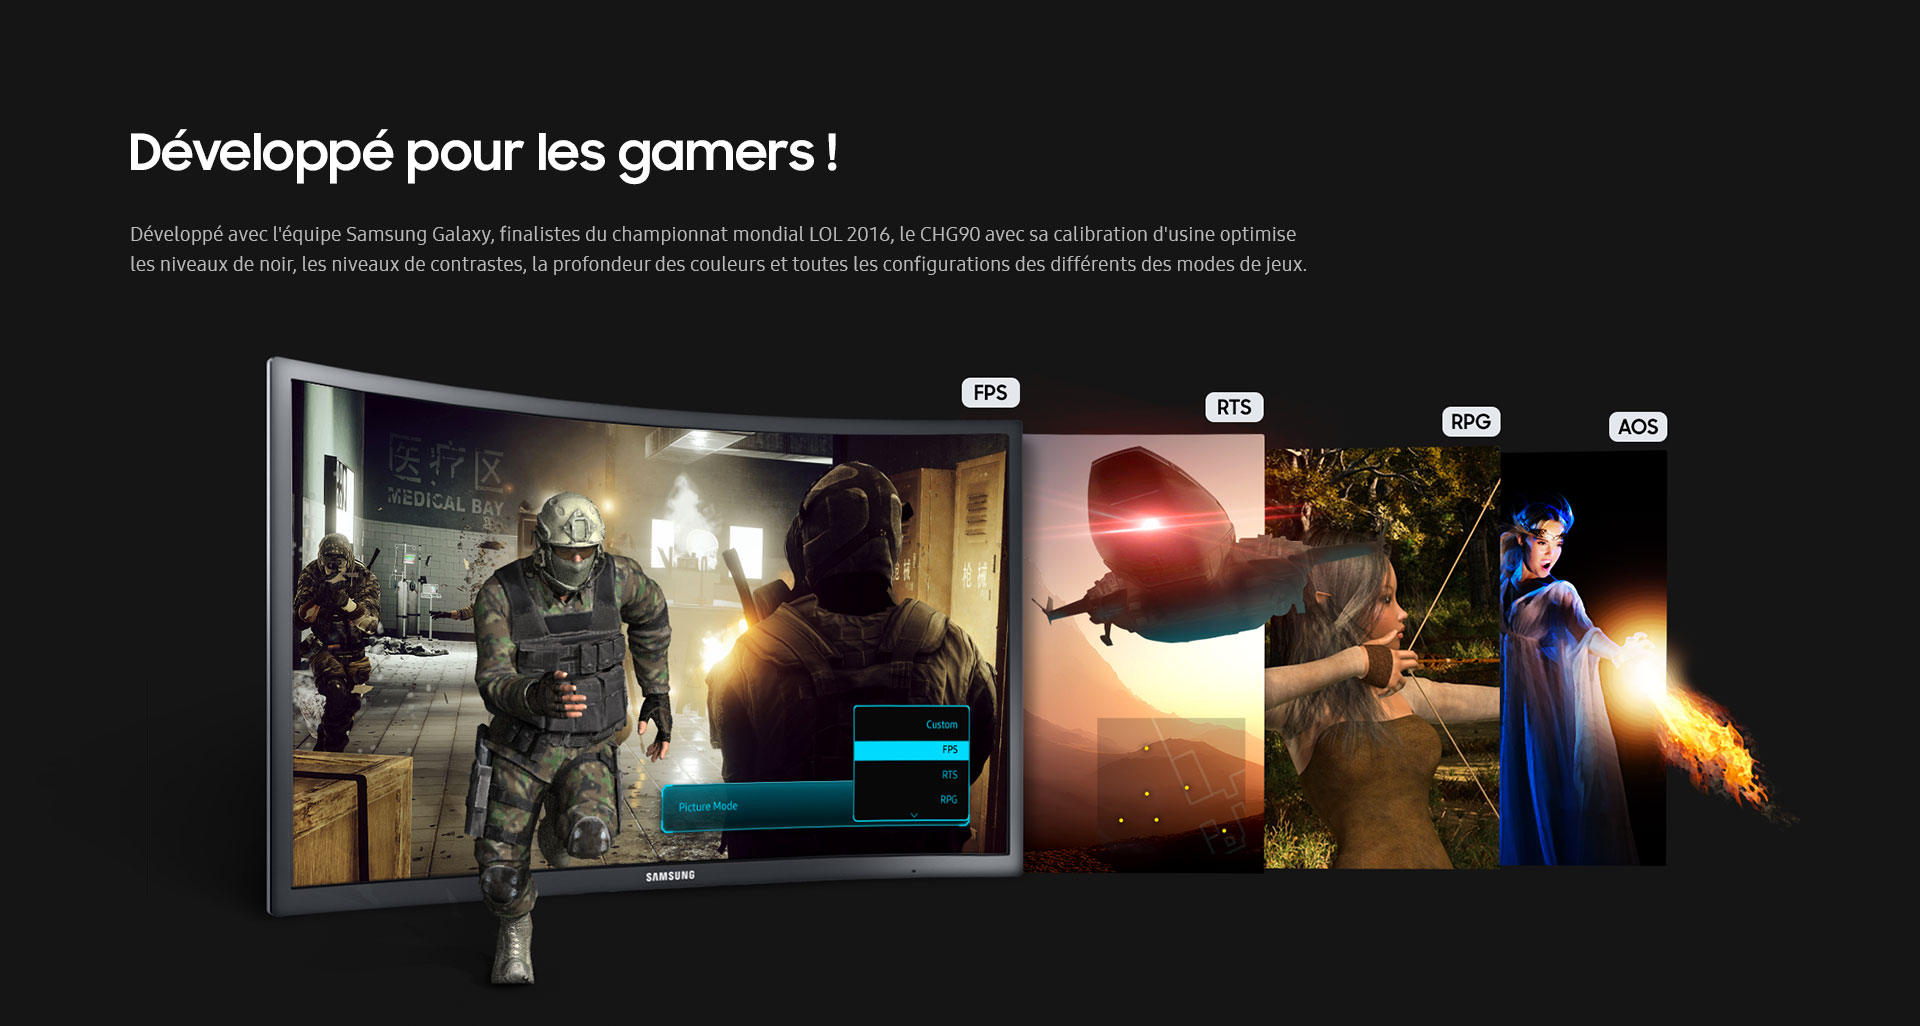 Développé pour les gamers !
Développé avec l'équipe Samsung Galaxy, finalistes du championnat mondial LOL 2016, le CHG90 avec sa calibration d'usine optimise
les niveaux de noir, les niveaux de contrastes, la profondeur des couleurs et toutes les configurations des différents des modes de jeux.
FPS
RTS
RPG
AOS
医疗区
MEDICAL BAY
枪械
械
Custom
FPS
RTS
RPG
Picture Mode
SAMSUNG